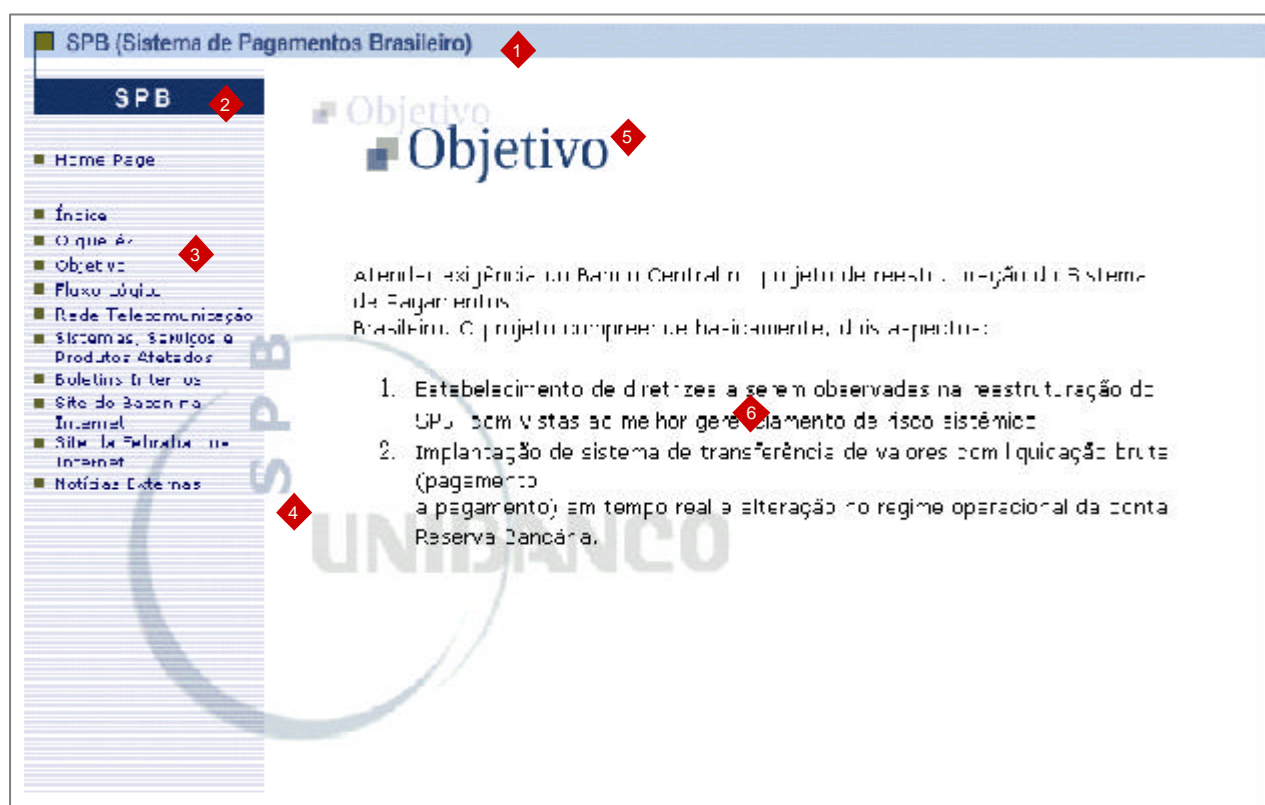 SPB (Sistema de Pagamentos Brasileiro)
1
SPB
2
Objetivo
Objetivo
5
Home Page
Índice
O que é?
3
Objetivo
Fluxo Lógico
Rede Telecomunicação
Sistemas, Serviços e
Produtos Afetados
Boletins Internos
Site do Bacen na
Internet
Site da Febraban na
Internet
Notícias Externas
4
SPB
UNIBANCO
Atender exigência do Banco Central no projeto de reestruturação do Sistema
de Pagamentos
Brasileiro. O projeto compreende basicamente, dois aspectos:
1. Estabelecimento de diretrizes a serem observadas na reestruturação do
SPB com vistas ao melhor gerenciamento de risco sistêmico
6
2. Implantação de sistema de transferência de valores com liquidação bruta
(pagamento
a pagamento) em tempo real e alteração no regime operacional da conta
Reserva Bancária.